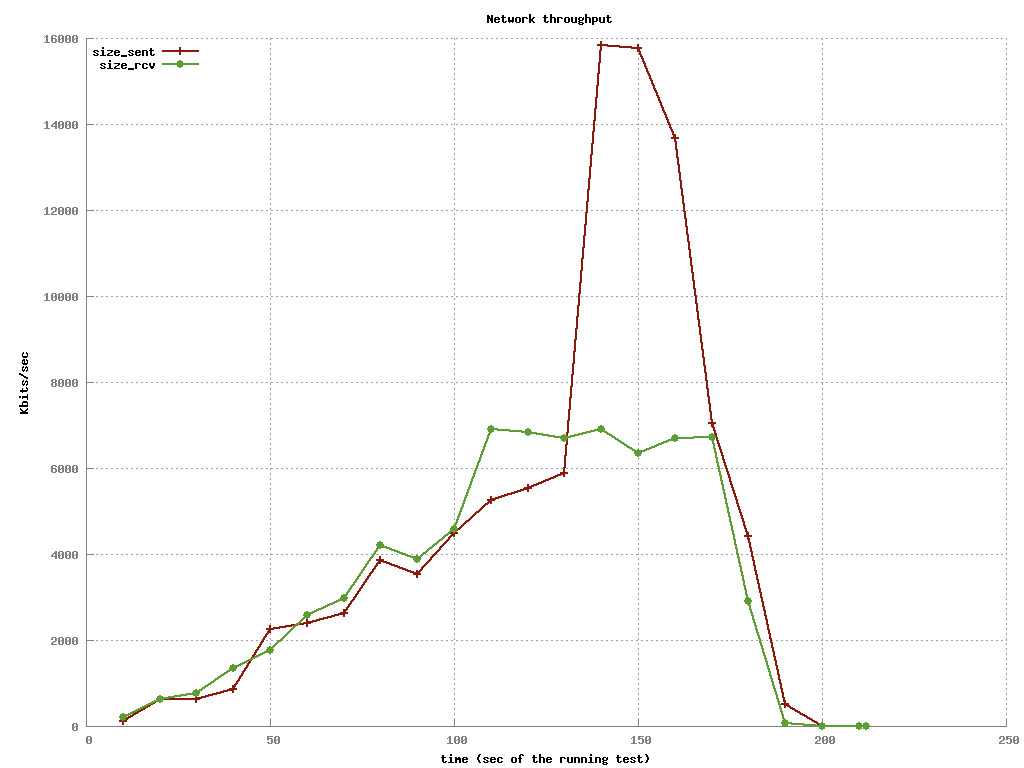 Network throughput
size_sent
size_rcv
16000
14000
12000
10000
8000
6000
4000
2000
0
Kbits/sec
0 50 100 150 200 250
time (sec of the running test)